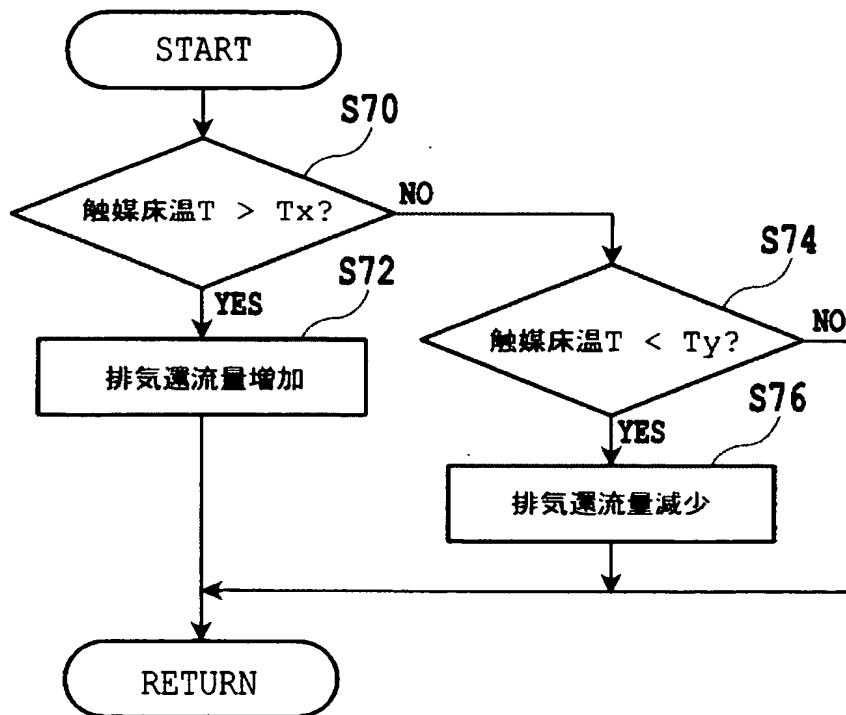 START
S70
触媒床温T > Tx?
NO
YES
S72
排気還流量増加
S74
触媒床温T < Ty?
NO
YES
S76
排気還流量減少
RETURN